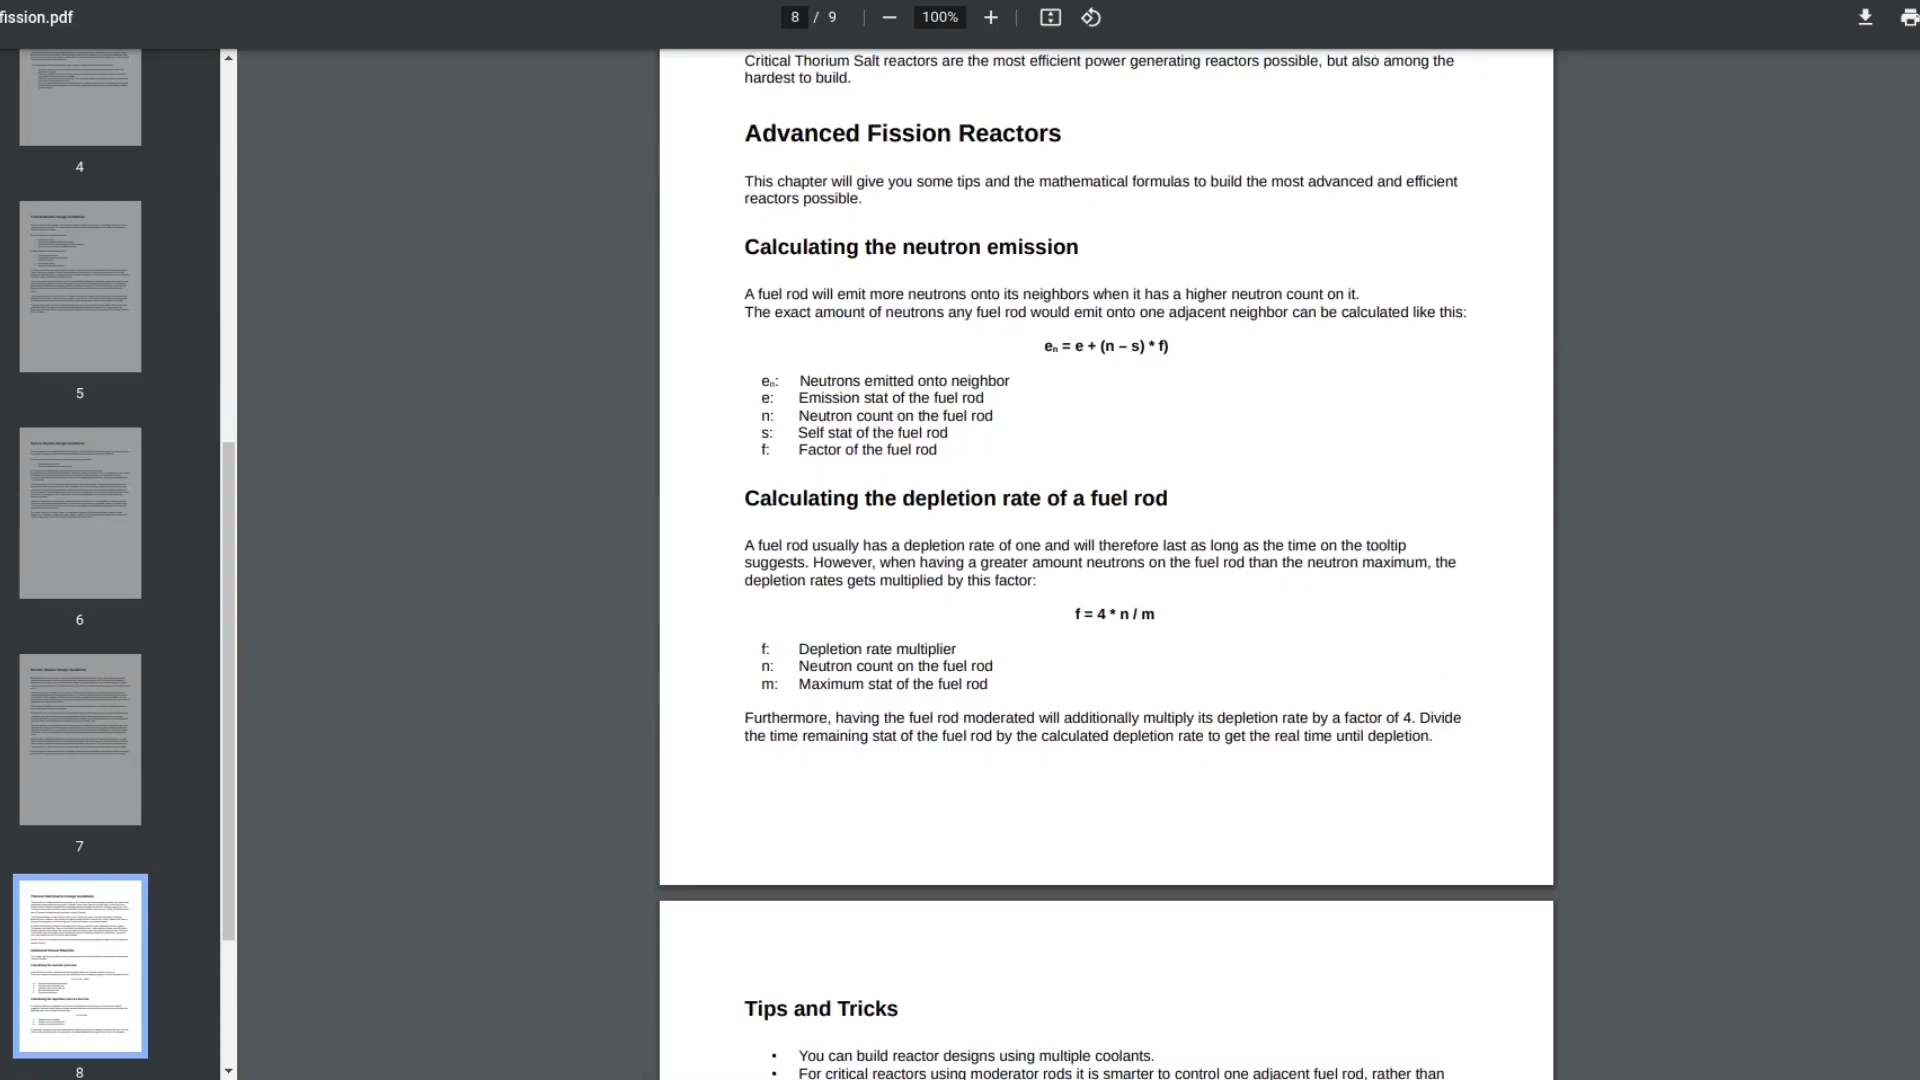 fission.pdf
8 / 9
100%
4
5
6
7
8
Critical Thorium Salt reactors are the most efficient power generating reactors possible, but also among the
hardest to build.
Advanced Fission Reactors
This chapter will give you some tips and the mathematical formulas to build the most advanced and efficient
reactors possible.
Calculating the neutron emission
A fuel rod will emit more neutrons onto its neighbors when it has a higher neutron count on it.
The exact amount of neutrons any fuel rod would emit onto one adjacent neighbor can be calculated like this:
eₙ = e + (n – s) * f)
eₙ: Neutrons emitted onto neighbor
e: Emission stat of the fuel rod
n: Neutron count on the fuel rod
s: Self stat of the fuel rod
f: Factor of the fuel rod
Calculating the depletion rate of a fuel rod
A fuel rod usually has a depletion rate of one and will therefore last as long as the time on the tooltip
suggests. However, when having a greater amount neutrons on the fuel rod than the neutron maximum, the
depletion rates gets multiplied by this factor:
f = 4 * n / m
f: Depletion rate multiplier
n: Neutron count on the fuel rod
m: Maximum stat of the fuel rod
Furthermore, having the fuel rod moderated will additionally multiply its depletion rate by a factor of 4. Divide
the time remaining stat of the fuel rod by the calculated depletion rate to get the real time until depletion.
Tips and Tricks
• You can build reactor designs using multiple coolants.
• For critical reactors using moderator rods it is smarter to control one adjacent fuel rod, rather than